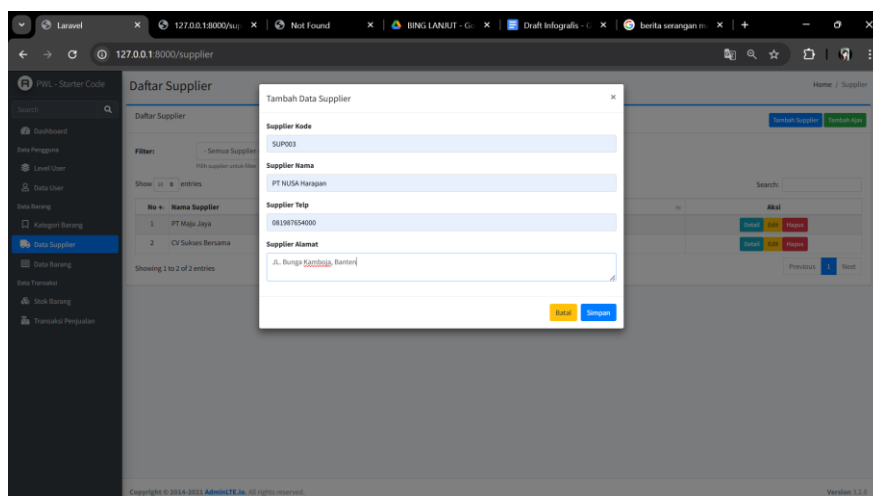 Laravel
127.0.0.1:8000/sup
Not Found
BING LANJUT - Go
Draft Infografis - G
berita serangan m
127.0.0.1:8000/supplier
PWL - Starter Code
Daftar Supplier
Home / Supplier
Search
Dashboard
Data Pengguna
Level User
Data User
Data Barang
Kategori Barang
Data Supplier
Data Barang
Data Transaksi
Stok Barang
Transaksi Penjualan
Daftar Supplier
Tambah Supplier
Tambah Ajax
Filter:
- Semua Supplier
Show 10 entries
Search:
No
Nama Supplier
Aksi
1 PT Maju Jaya
Detail Edit Hapus
2 CV Sukses Bersama
Detail Edit Hapus
Showing 1 to 2 of 2 entries
Previous 1 Next
Tambah Data Supplier
×
Supplier Kode
SUP003
Supplier Nama
PT NUSA Harapan
Supplier Telp
081987654000
Supplier Alamat
JL. Bunga Kamboja, Banten
Batal
Simpan
Copyright © 2014-2021 AdminLTE.io. All rights reserved.
Version 3.2.0